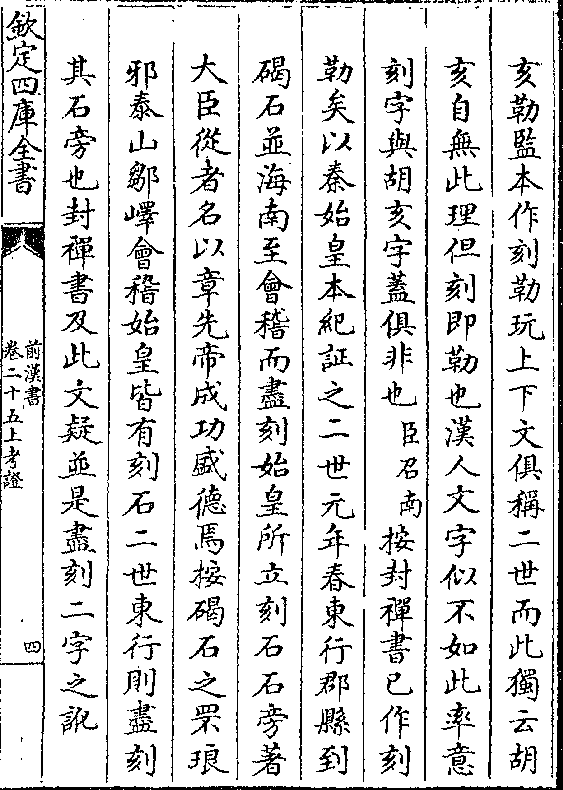 亥勒監本作刻勒玩上下文俱稱二世而此獨云胡
亥自無此理但刻即勒也漢人文字似不如此率意
刻字與胡亥字蓋俱非也臣召南按封禪書已作刻
勒矣以秦始皇本紀証之二世元年春東行郡縣到
碣石並海南至會稽而盡刻始皇所立刻石石旁著
大臣從者名以章先帝成功盛德焉按碣石之罘琅
邪泰山鄒嶧會稽始皇皆有刻石二世東行則盡刻
其石旁也封禪書及此文疑並是盡刻二字之訛
欽定四庫全書
前漢書
卷二十五上考證
四